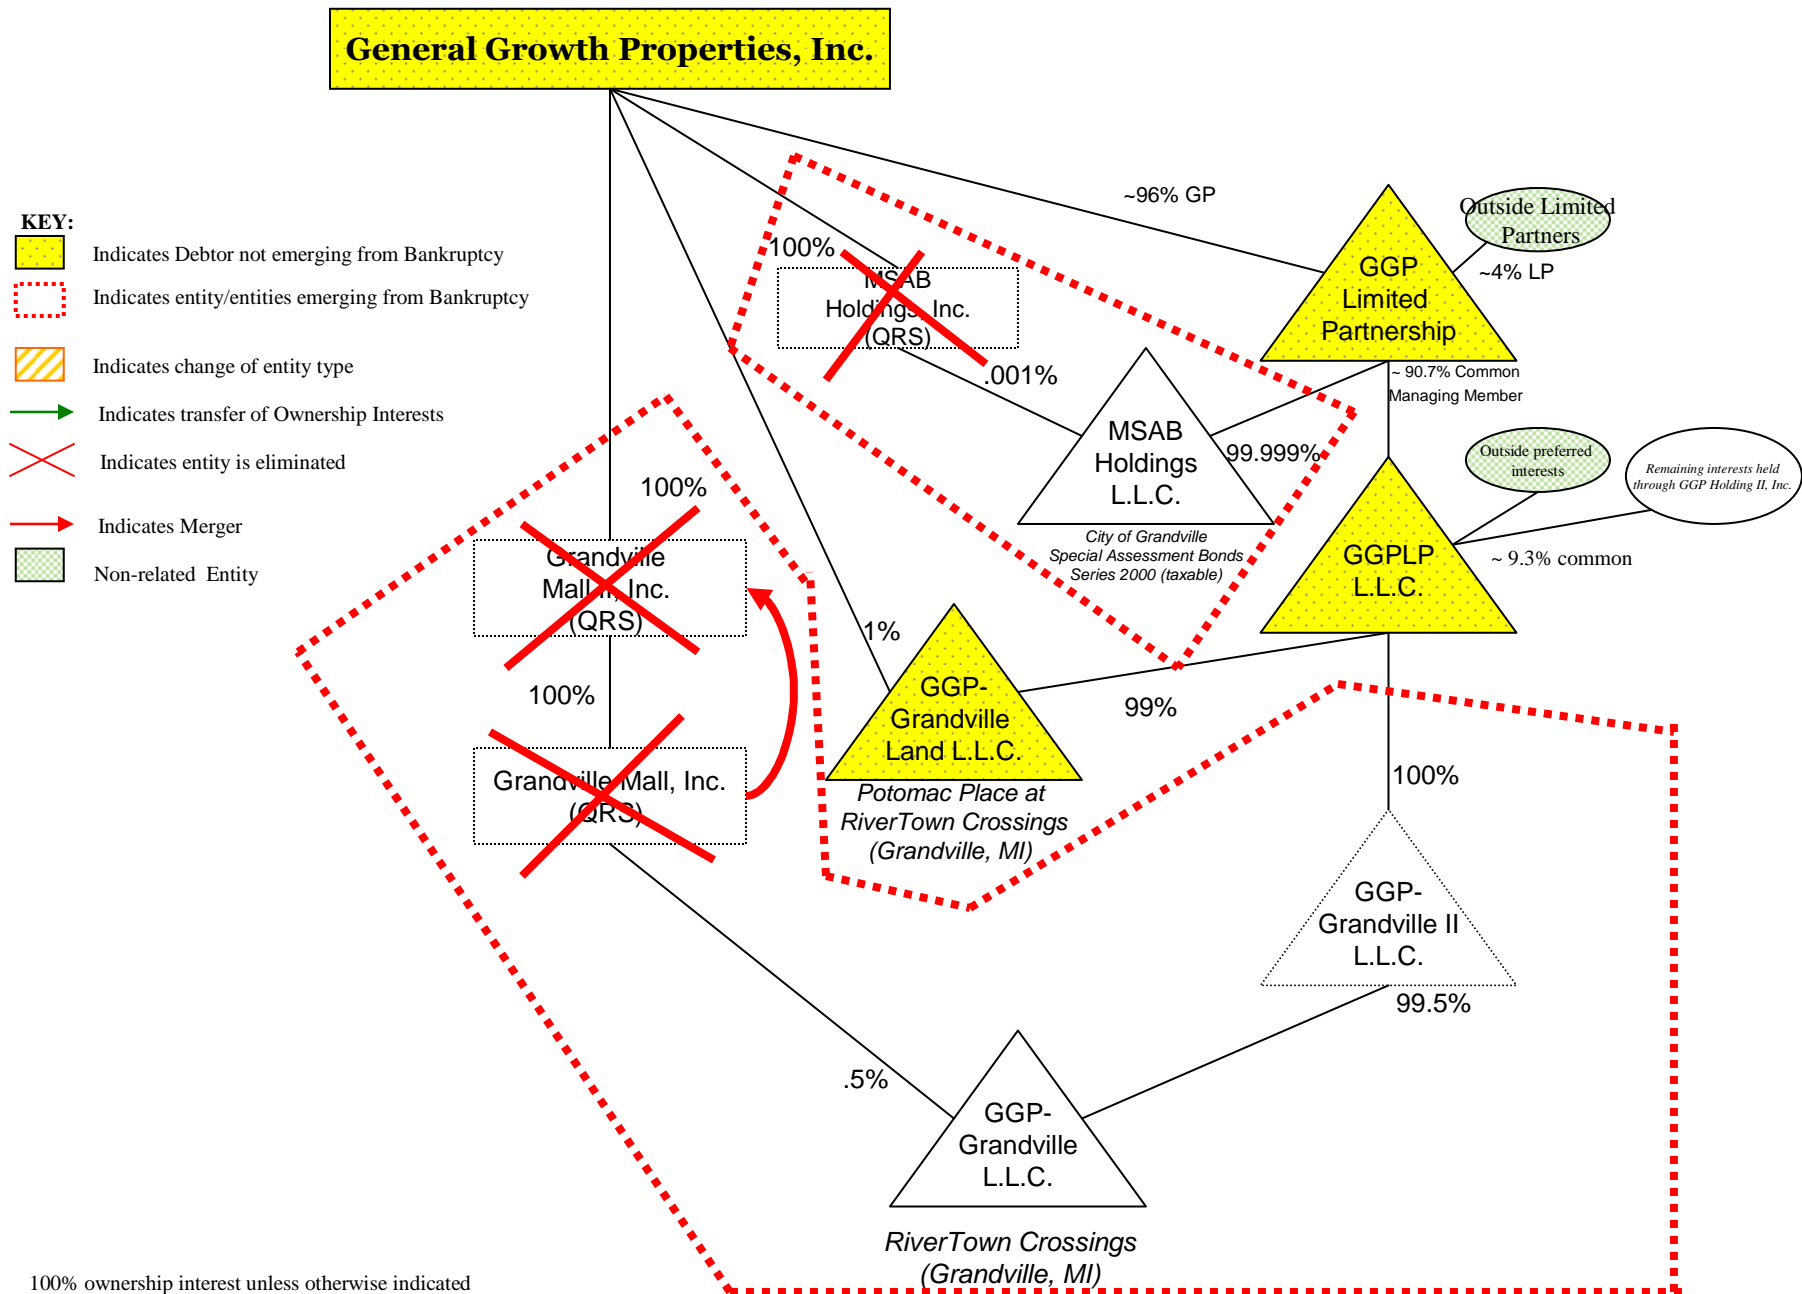 General Growth Properties, Inc.
KEY:
Indicates Debtor not emerging from Bankruptcy
Indicates entity/entities emerging from Bankruptcy
Indicates change of entity type
Indicates transfer of Ownership Interests
Indicates entity is eliminated
Indicates Merger
Non-related Entity
~96% GP
Outside Limited
Partners
~4% LP
GGP
Limited
Partnership
100%
MSAB
Holdings, Inc.
(QRS)
.001%
~ 90.7% Common
Managing Member
MSAB
Holdings
L.L.C.
99.999%
City of Grandville
Special Assessment Bonds
Series 2000 (taxable)
Outside preferred
interests
Remaining interests held
through GGP Holding II, Inc.
GGPLP
L.L.C.
~ 9.3% common
100%
Grandville
Mall II, Inc.
(QRS)
100%
Grandville Mall, Inc.
(QRS)
1%
GGP-
Grandville
Land L.L.C.
99%
Potomac Place at
RiverTown Crossings
(Grandville, MI)
100%
GGP-
Grandville II
L.L.C.
99.5%
.5%
GGP-
Grandville
L.L.C.
RiverTown Crossings
(Grandville, MI)
100% ownership interest unless otherwise indicated